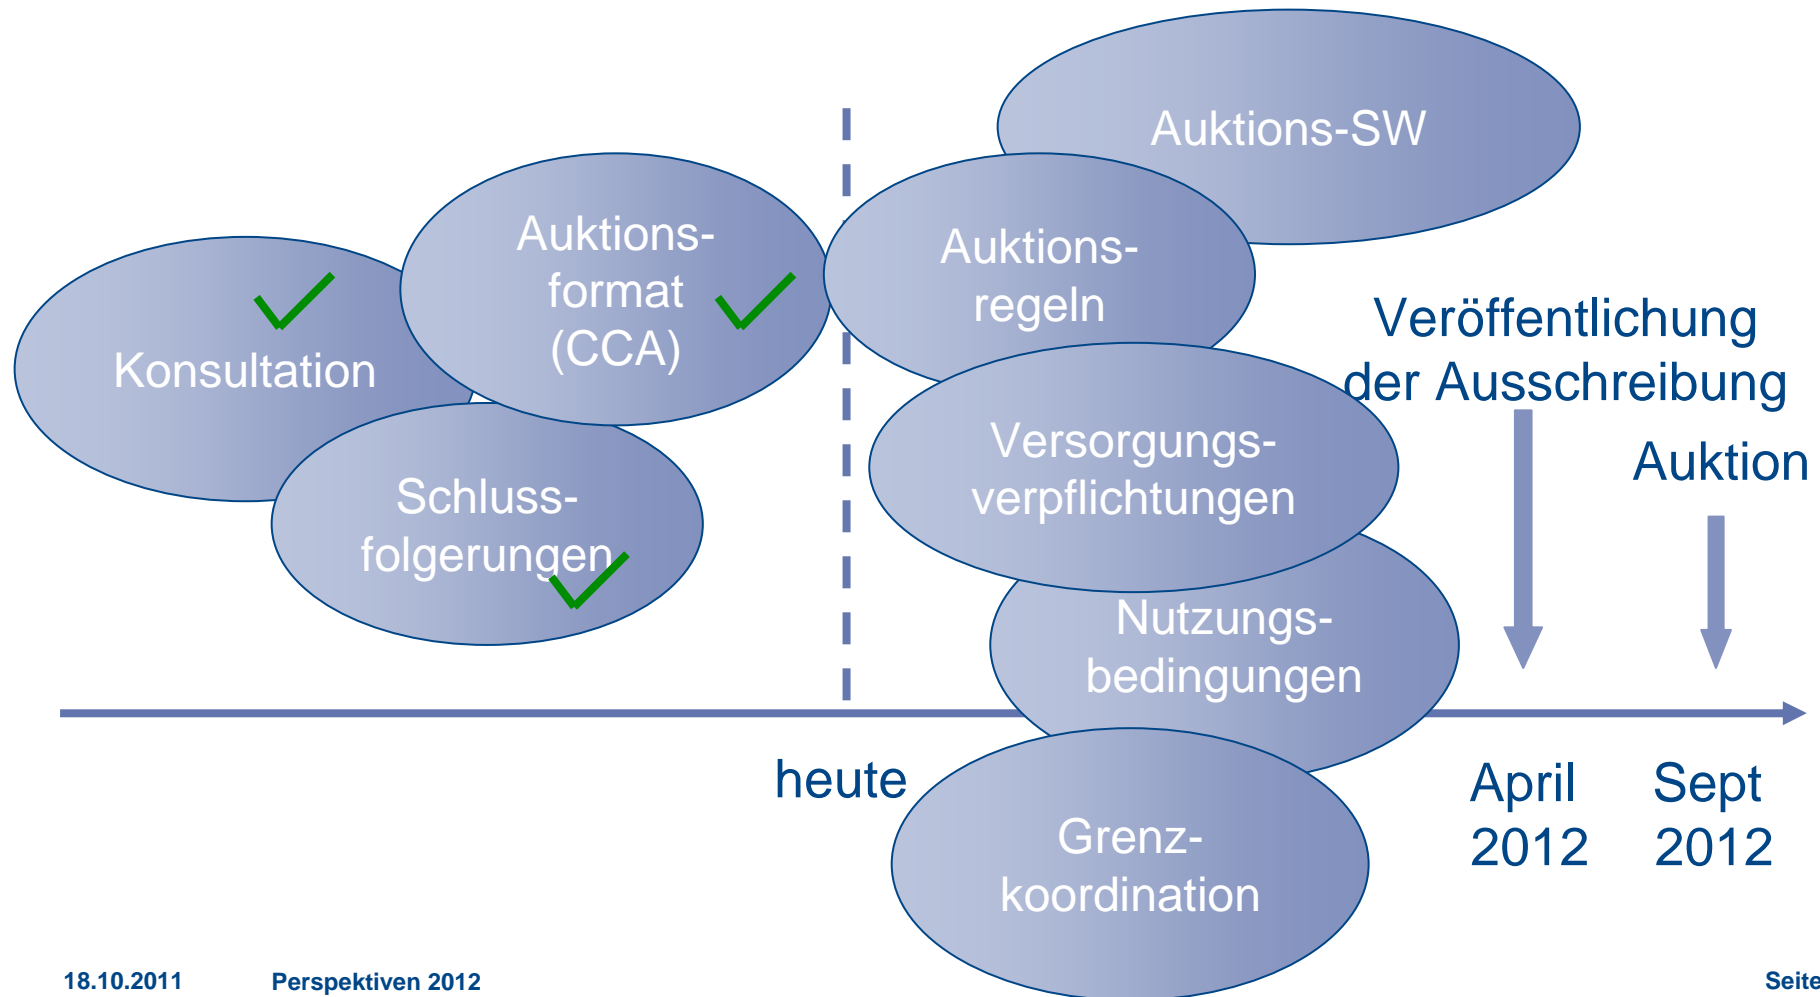 Auktions-SW
Auktions-
format
(CCA)
Konsultation
Schluss-
folgerungen
Auktions-
regeln
Versorgungs-
verpflichtungen
Nutzungs-
bedingungen
Grenz-
koordination
Veröffentlichung
der Ausschreibung
Auktion
heute
April
2012
Sept
2012
18.10.2011
Perspektiven 2012
Seite